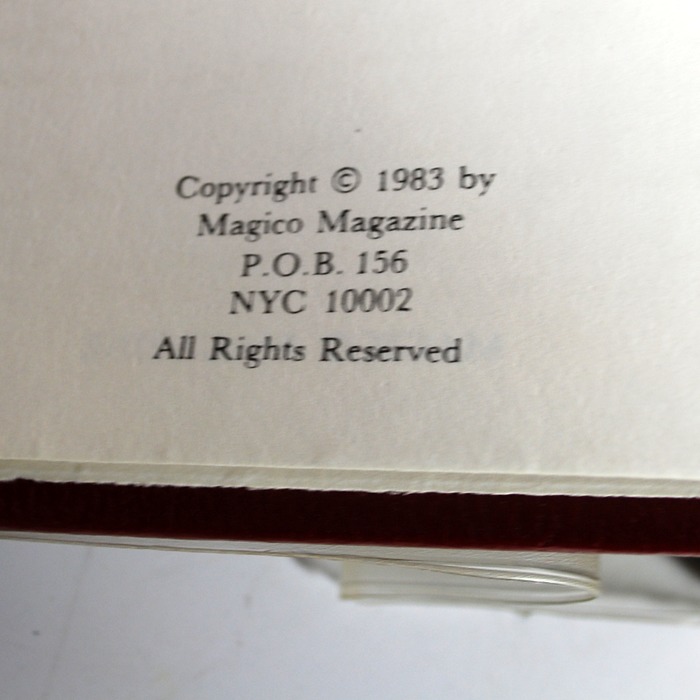 Copyright © 1983 by
Magico Magazine
P.O.B. 156
NYC 10002
All Rights Reserved